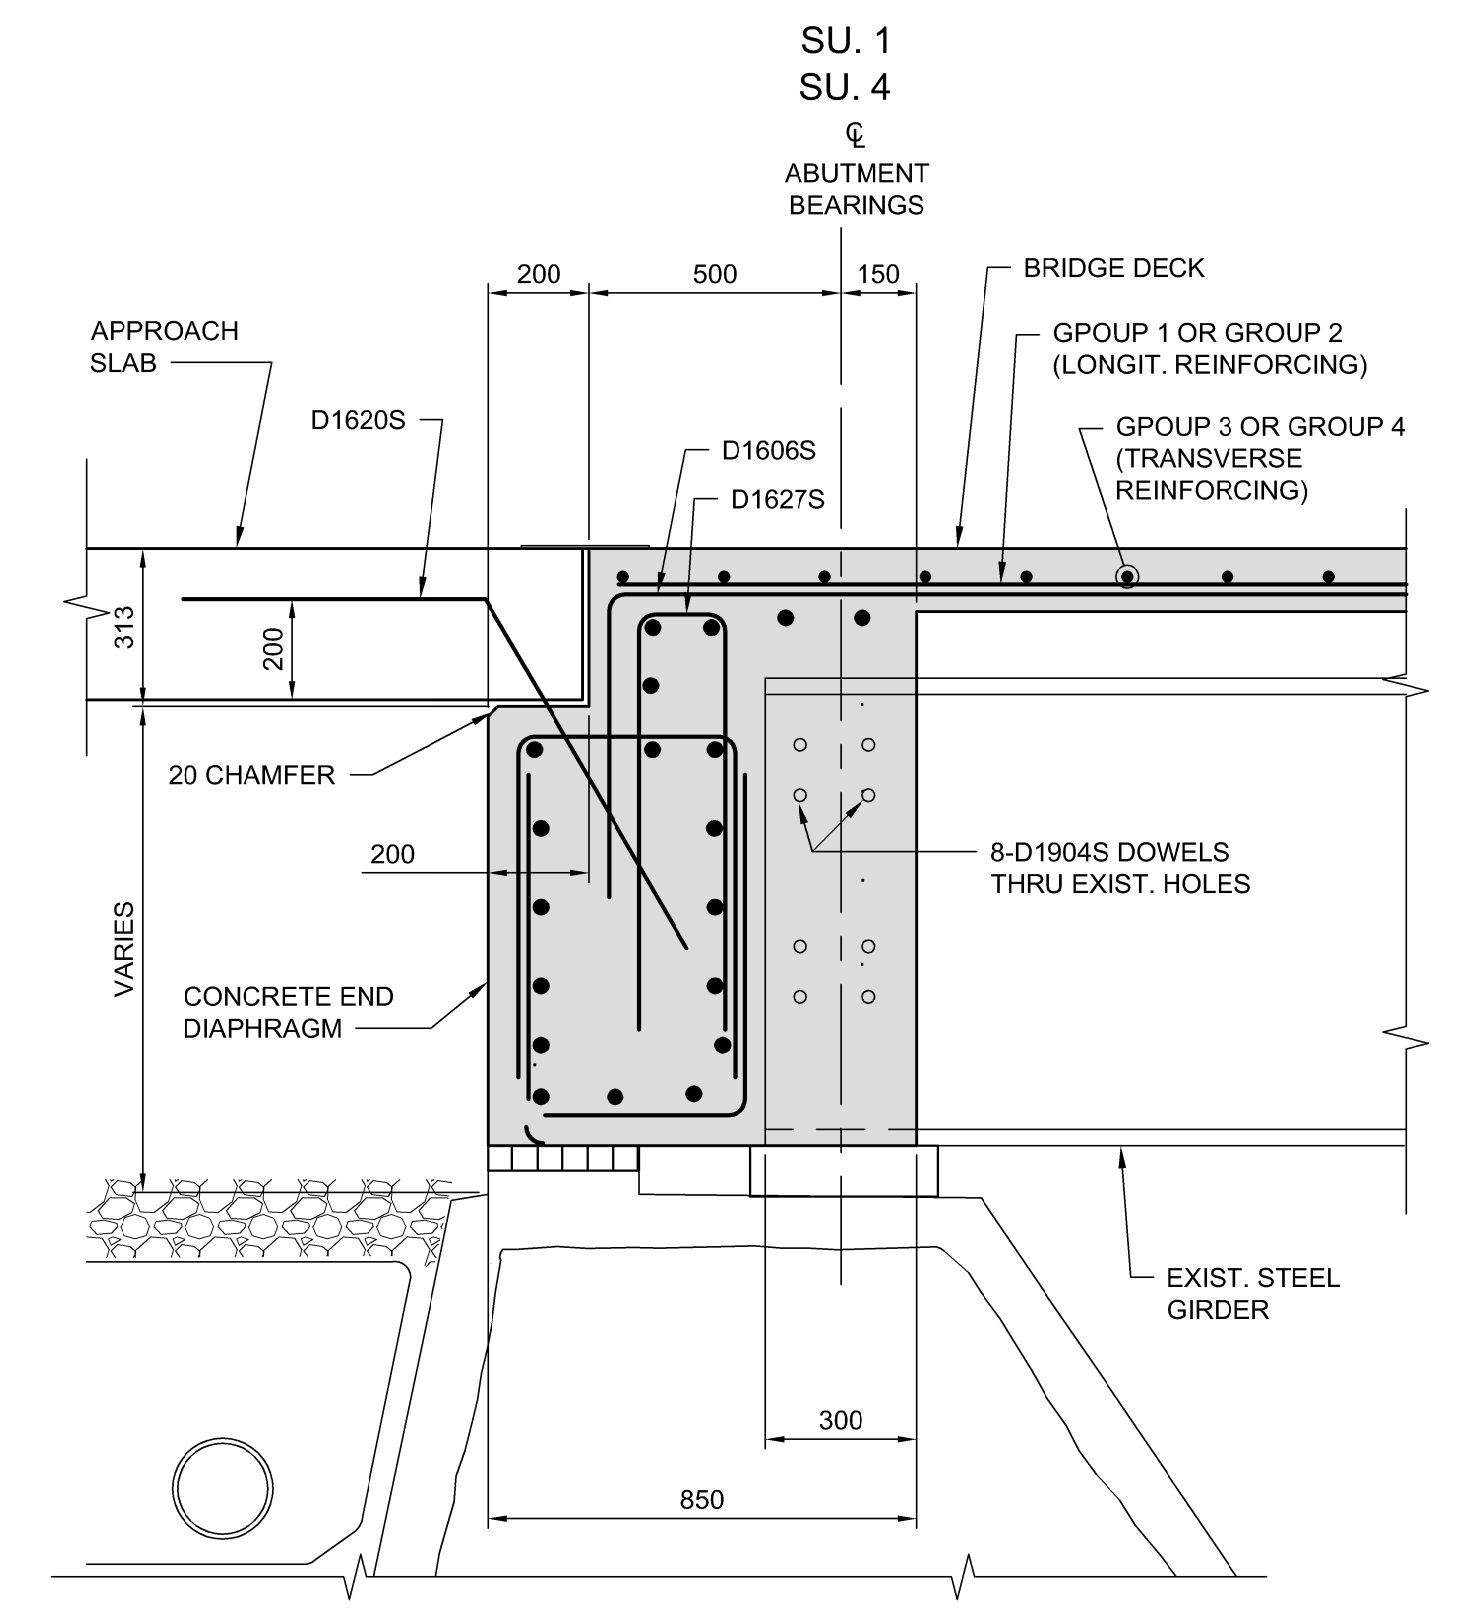 SU. 1
SU. 4
℄
ABUTMENT
BEARINGS
200
500
150
BRIDGE DECK
APPROACH
SLAB
GPOUP 1 OR GROUP 2
(LONGIT. REINFORCING)
D1620S
GPOUP 3 OR GROUP 4
(TRANSVERSE
REINFORCING)
D1606S
D1627S
313
200
20 CHAMFER
200
8-D1904S DOWELS
THRU EXIST. HOLES
VARIES
CONCRETE END
DIAPHRAGM
EXIST. STEEL
GIRDER
300
850